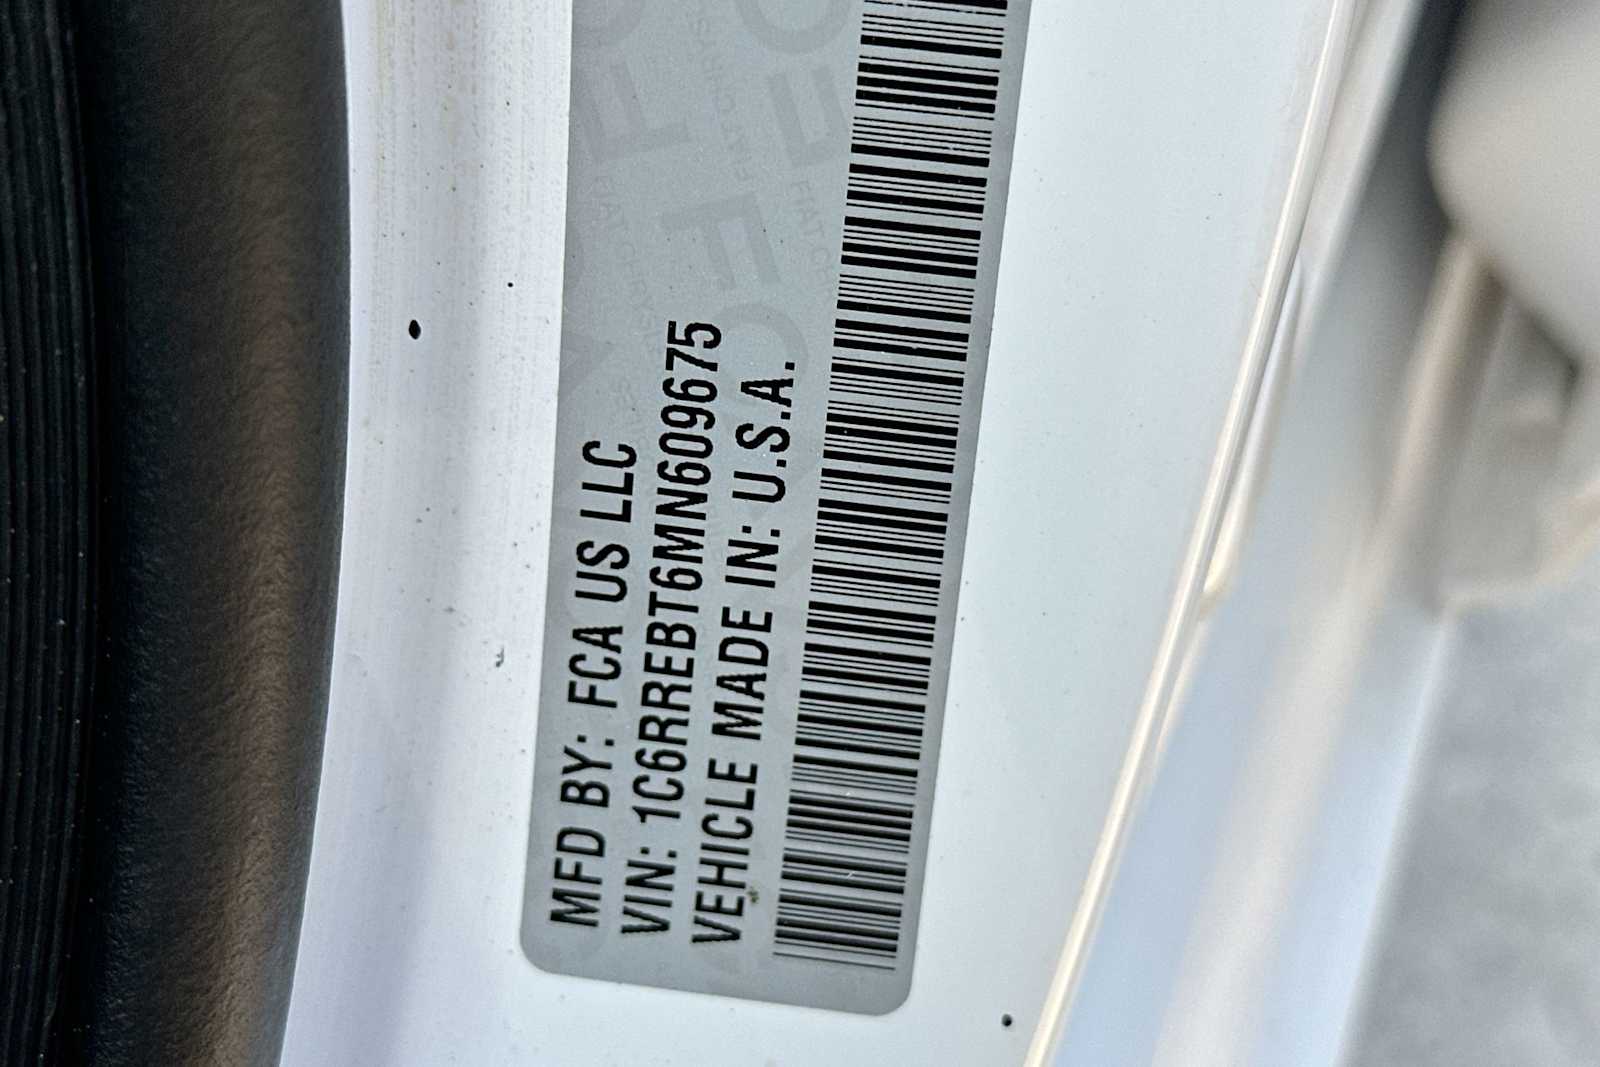 MFD BY: FCA US LLC
VIN: 1C6RREBT6MN609675
VEHICLE MADE IN: U.S.A.